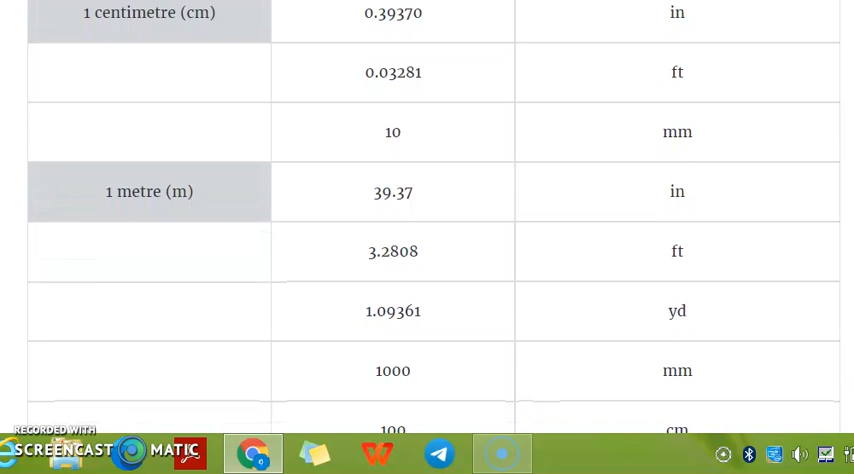 1 centimetre (cm) 0.39370 in
0.03281 ft
10 mm
1 metre (m) 39.37 in
3.2808 ft
1.09361 yd
1000 mm
100 cm
RECORDED WITH
SCREENCAST MATIC